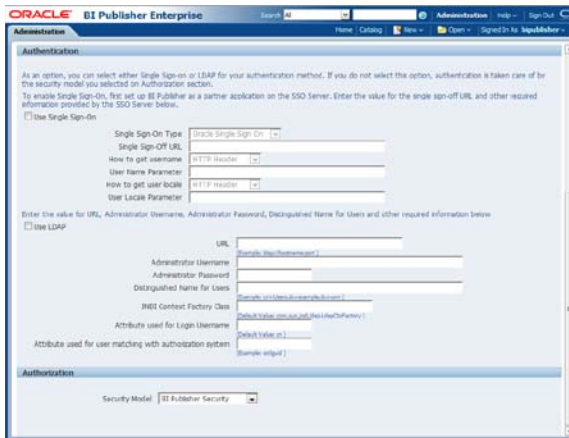 ORACLE BI Publisher Enterprise Search All Administration Help Sign Out
Administration Home Catalog New Open Signed In As bipublisher
Authentication
As an option, you can select either Single Sign-on or LDAP for your authentication method. If you do not select the option, authentication is taken care of by
the security model you selected on Authorization section.
To enable Single Sign-On, first set up BI Publisher as a partner application on the SSO Server. Enter the value for the single sign-off URL and other required
information provided by the SSO Server below.
Use Single Sign-On
Single Sign-On Type Oracle Single Sign On
Single Sign-Off URL
How to get username HTTP Header
User Name Parameter
How to get user locale HTTP Header
User Locale Parameter
Enter the value for URL, Administrator Username, Administrator Password, Distinguished Name for Users and other required information below
Use LDAP
URL
Administrator Username
Administrator Password
Distinguished Name for Users
JNDI Context Factory Class
Attribute used for Login Username
(Default Value: cn )
Attribute used for user matching with authorization system
Authorization
Security Model BI Publisher Security